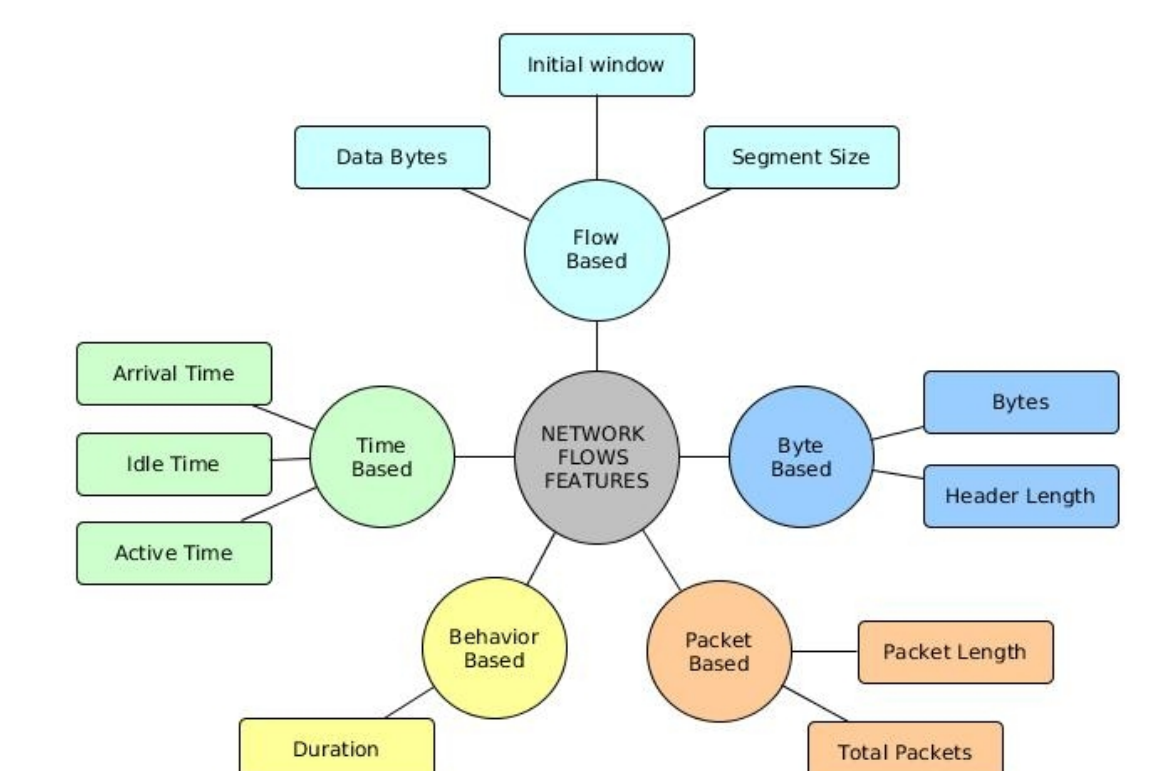 Initial window
Data Bytes
Segment Size
Flow
Based
Arrival Time
Idle Time
Active Time
Time
Based
NETWORK
FLOWS
FEATURES
Byte
Based
Bytes
Header Length
Behavior
Based
Duration
Packet
Based
Packet Length
Total Packets